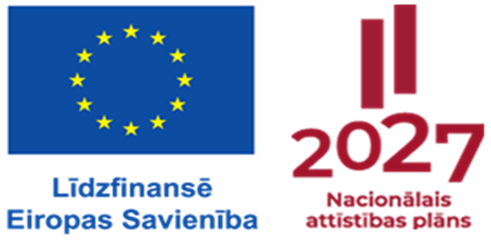 Līdzfinansē
Eiropas Savienība
2027
Nacionālais
attīstības plāns